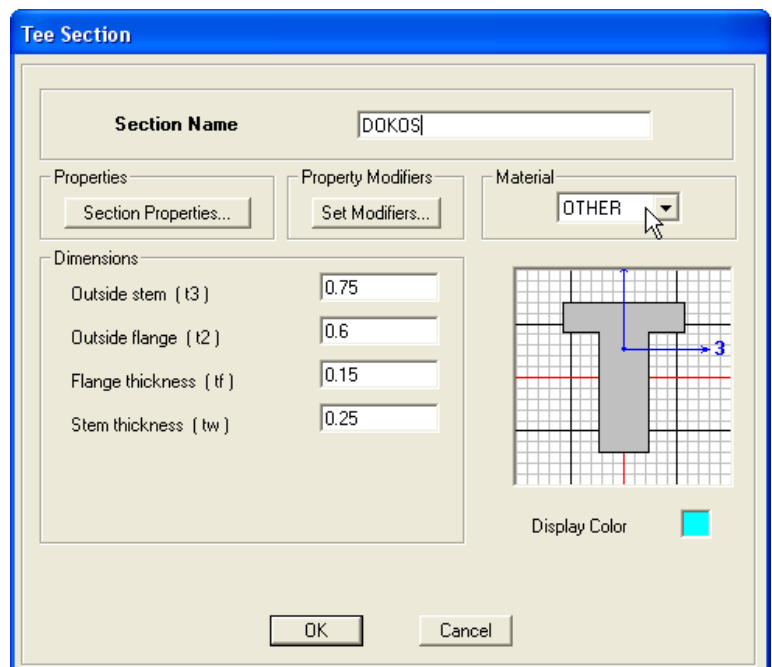 Tee Section
Section Name
DOKOS
Properties
Section Properties...
Property Modifiers
Set Modifiers...
Material
OTHER
Dimensions
Outside stem ( t3 )
0.75
Outside flange ( t2 )
0.6
Flange thickness ( tf )
0.15
Stem thickness ( tw )
0.25
3
Display Color
OK
Cancel